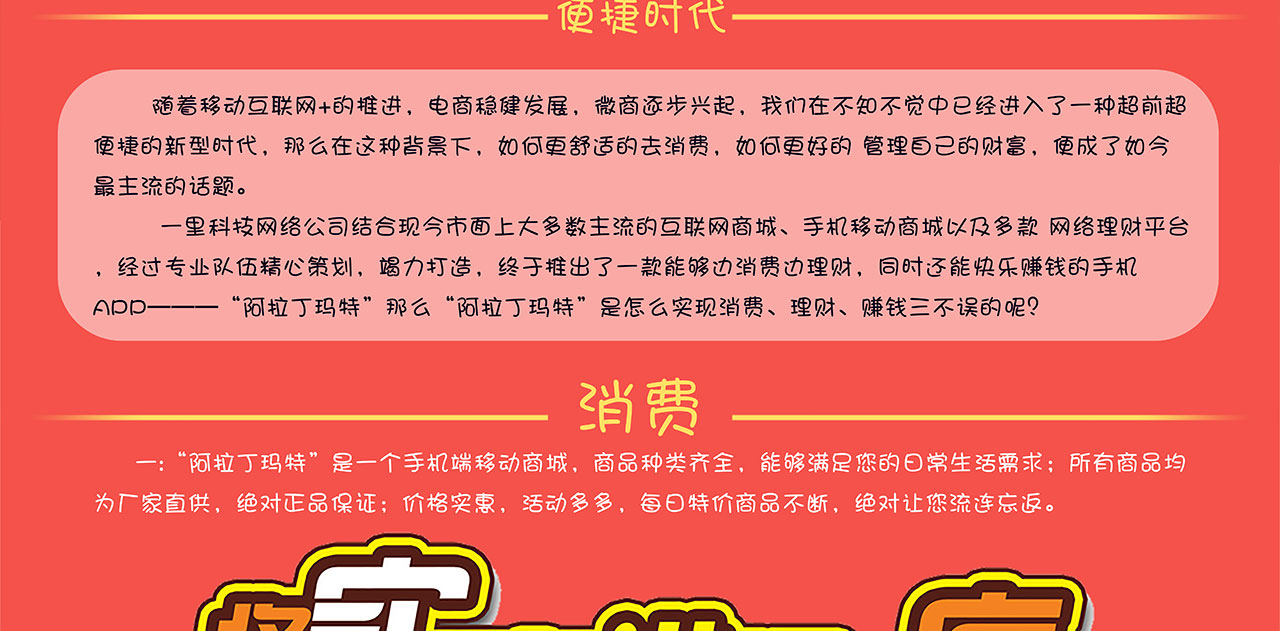 便捷时代
随着移动互联网+的推进，电商稳健发展，微商逐步兴起，我们在不知不觉中已经进入了一种超前超
便捷的新型时代，那么在这种背景下，如何更舒适的去消费，如何更好的 管理自己的财富，便成了如今
最主流的话题。
一里科技网络公司结合现今市面上大多数主流的互联网商城、手机移动商城以及多款 网络理财平台
，经过专业队伍精心策划，竭力打造，终于推出了一款能够边消费边理财，同时还能快乐赚钱的手机
APP———“阿拉丁玛特”那么“阿拉丁玛特”是怎么实现消费、理财、赚钱三不误的呢？
消费
一:“阿拉丁玛特”是一个手机端移动商城，商品种类齐全，能够满足您的日常生活需求；所有商品均
为厂家直供，绝对正品保证；价格实惠，活动多多，每日特价商品不断，绝对让您流连忘返。